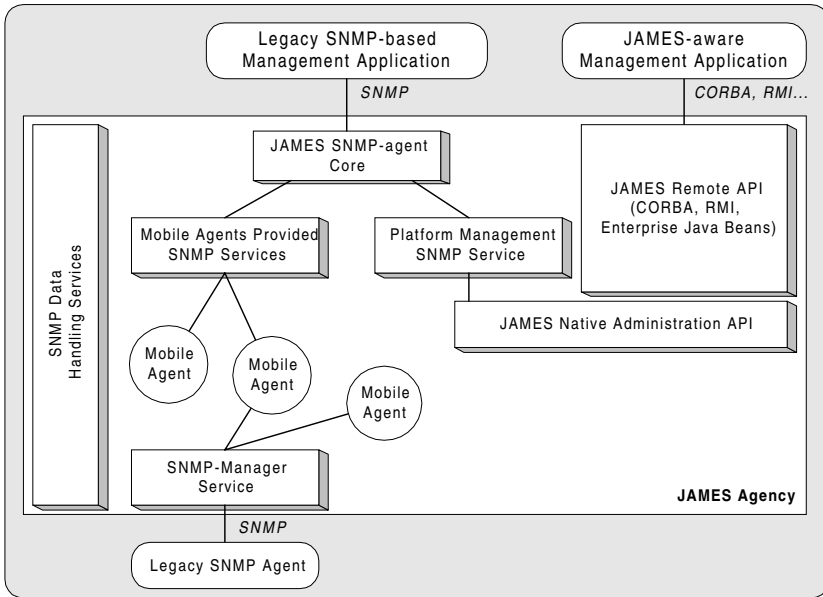 Legacy SNMP-based
Management Application
JAMES-aware
Management Application
SNMP
CORBA, RMI...
JAMES SNMP-agent
Core
JAMES Remote API
(CORBA, RMI,
Enterprise Java Beans)
Mobile Agents Provided
SNMP Services
Platform Management
SNMP Service
SNMP Data
Handling Services
JAMES Native Administration API
Mobile
Agent
Mobile
Agent
Mobile
Agent
SNMP-Manager
Service
JAMES Agency
SNMP
Legacy SNMP Agent